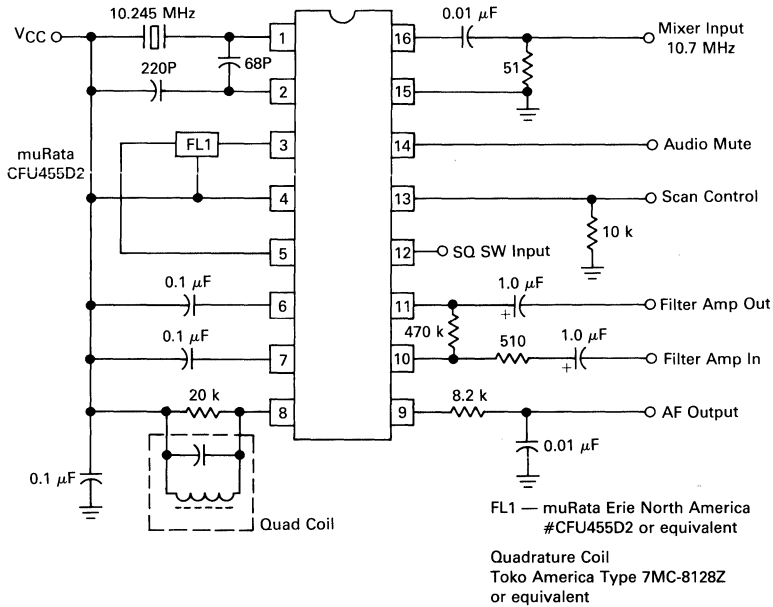 10.245 MHz
VCC
220P
68P
muRata
CFU455D2
FL1
0.1 μF
0.1 μF
20 k
0.1 μF
Quad Coil
1
2
3
4
5
6
7
8
16
15
14
13
12
11
10
9
0.01 μF
Mixer Input
10.7 MHz
51
Audio Mute
Scan Control
10 k
SQ SW Input
1.0 μF
+
Filter Amp Out
470 k
510
1.0 μF
+
Filter Amp In
8.2 k
AF Output
0.01 μF
FL1 — muRata Erie North America
#CFU455D2 or equivalent
Quadrature Coil
Toko America Type 7MC-8128Z
or equivalent